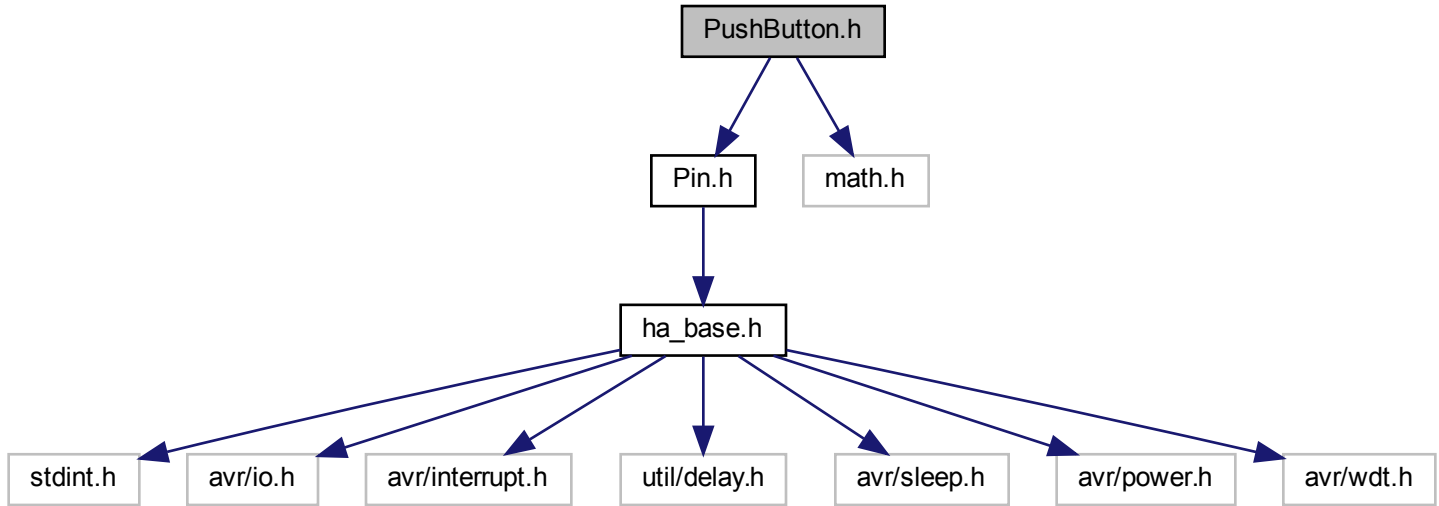 PushButton.h
Pin.h
math.h
ha_base.h
stdint.h
avr/io.h
avr/interrupt.h
util/delay.h
avr/sleep.h
avr/power.h
avr/wdt.h